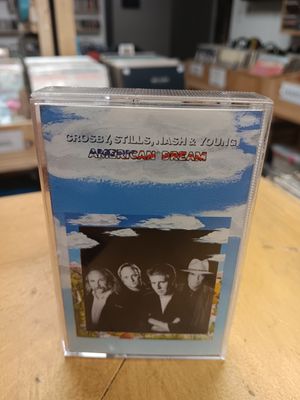 CROSBY, STILLS, NASH & YOUNG
AMERICAN DREAM